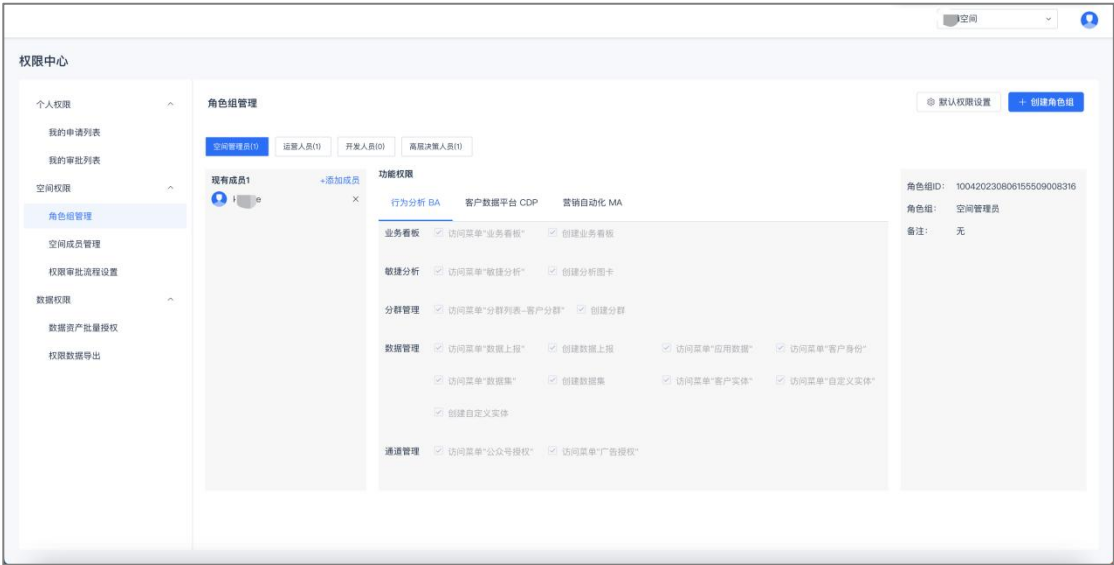 空间
权限中心
个人权限
我的申请列表
我的审批列表
空间权限
角色组管理
空间成员管理
权限审批流程设置
数据权限
数据资产批量授权
权限数据导出
角色组管理
默认权限设置
+ 创建角色组
空间管理员(1) 运营人员(1) 开发人员(0) 高层决策人员(1)
现有成员1 +添加成员
功能权限
行为分析 BA 客户数据平台 CDP 营销自动化 MA
业务看板 访问菜单"业务看板" 创建业务看板
敏捷分析 访问菜单"敏捷分析" 创建分析图卡
分群管理 访问菜单"分群列表-客户分群" 创建分群
数据管理 访问菜单"数据上报" 创建数据上报 访问菜单"应用数据" 访问菜单"客户身份"
访问菜单"数据集" 创建数据集 访问菜单"客户实体" 访问菜单"自定义实体"
创建自定义实体
通道管理 访问菜单"公众号授权" 访问菜单"广告授权"
角色组ID: 100420230806155509008316
角色组: 空间管理员
备注: 无